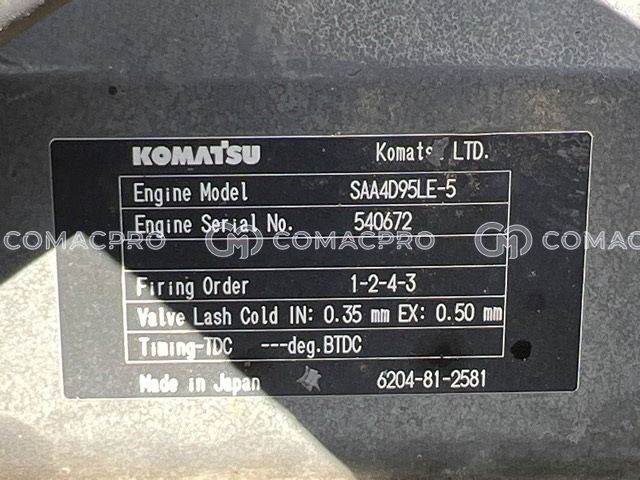 KOMATSU Komats LTD.
Engine Model SAA4D95LE-5
Engine Serial No. 540672
COMACPRO COMACPRO COMACPRO
Firing Order 1-2-4-3
Valve Lash Cold IN: 0.35 mm EX: 0.50 mm
Timing-TDC ---deg.BTDC
Made in Japan 6204-81-2581